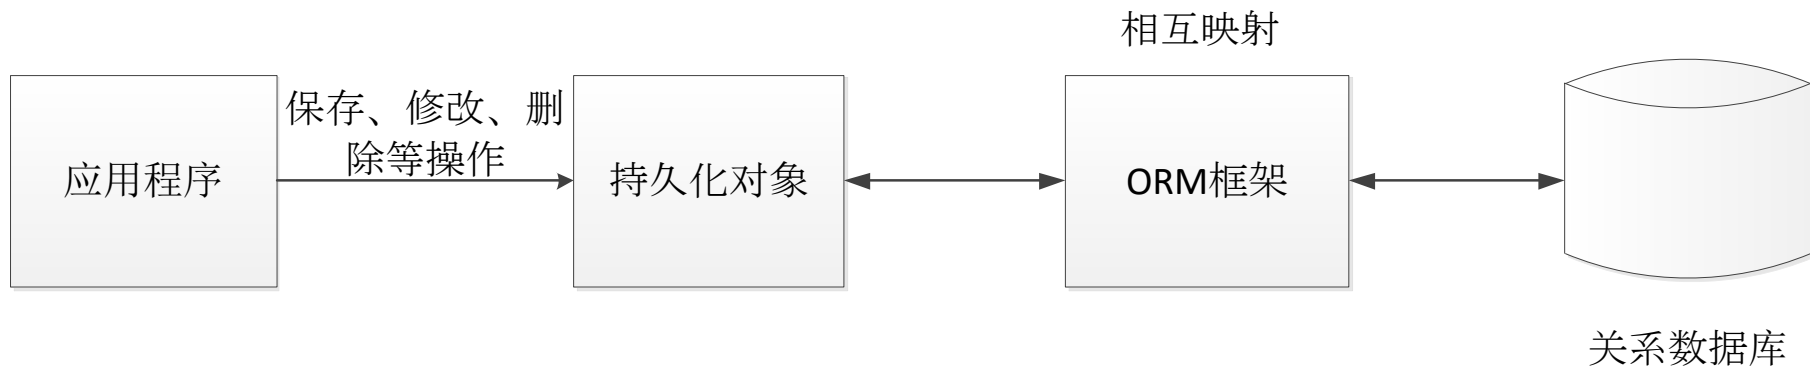 相互映射
保存、修改、删
除等操作
应用程序
持久化对象
ORM框架
关系数据库